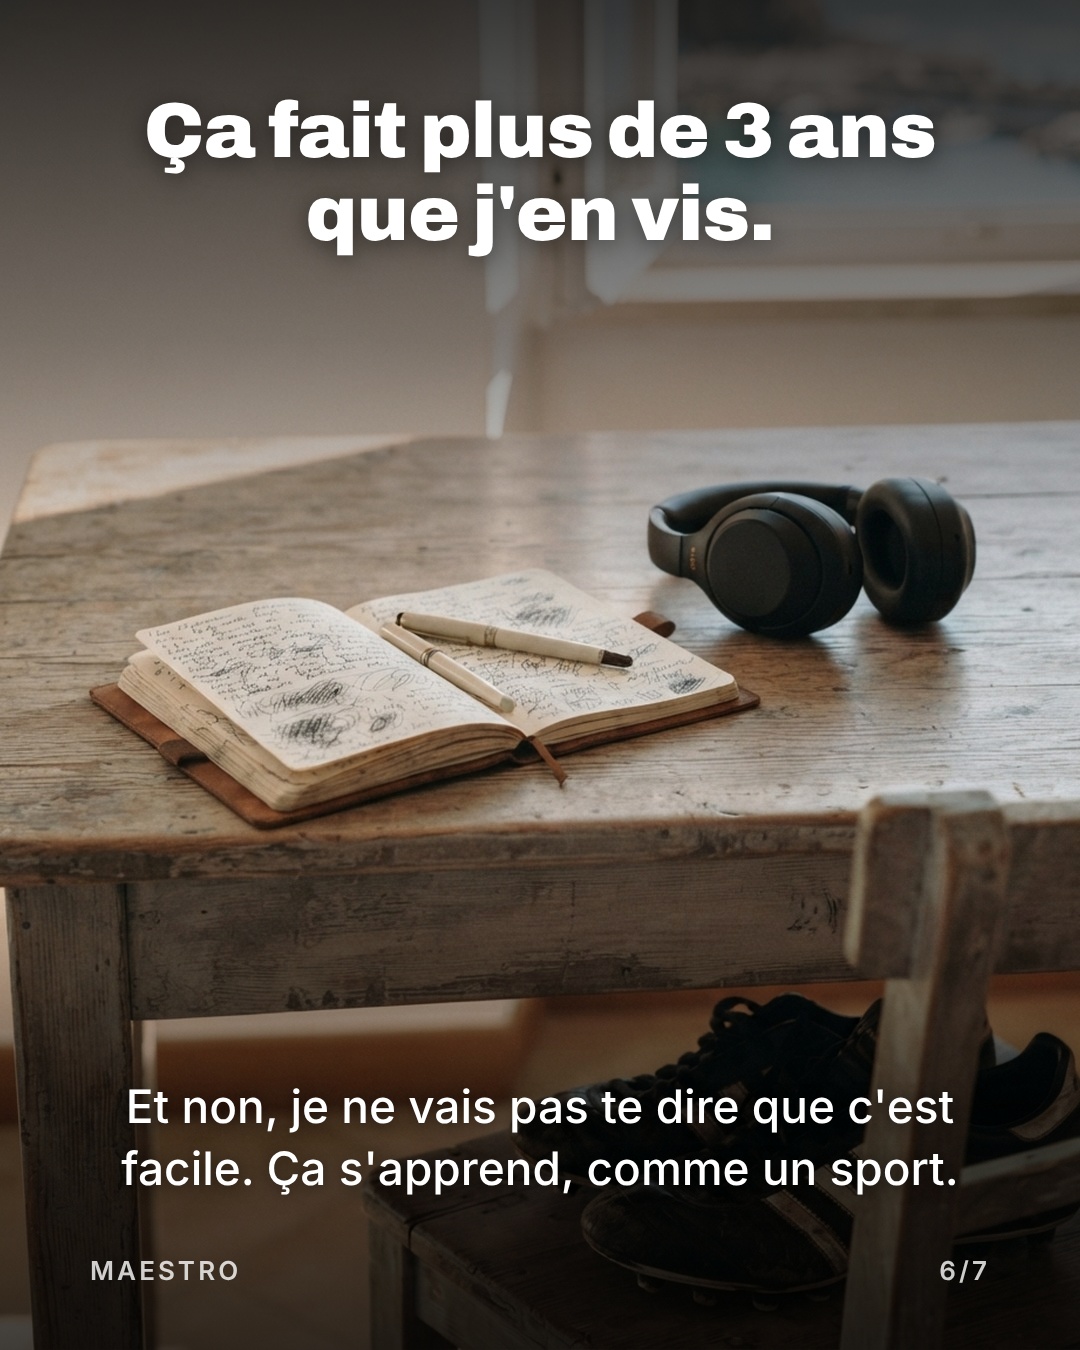 Ça fait plus de 3 ans
que j'en vis.
Et non, je ne vais pas te dire que c'est
facile. Ça s'apprend, comme un sport.
MAESTRO
6/7